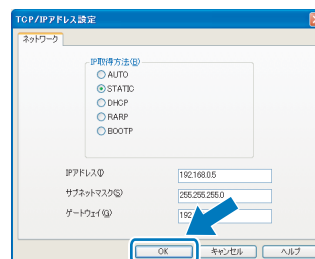 TCP/IPアドレス設定
ネットワーク
IP取得方法(B)
AUTO
STATIC
DHCP
RARP
BOOTP
IPアドレス(I) 192.168.0.5
サブネットマスク(S) 255.255.255.0
ゲートウェイ(G) 192
OK キャンセル ヘルプ